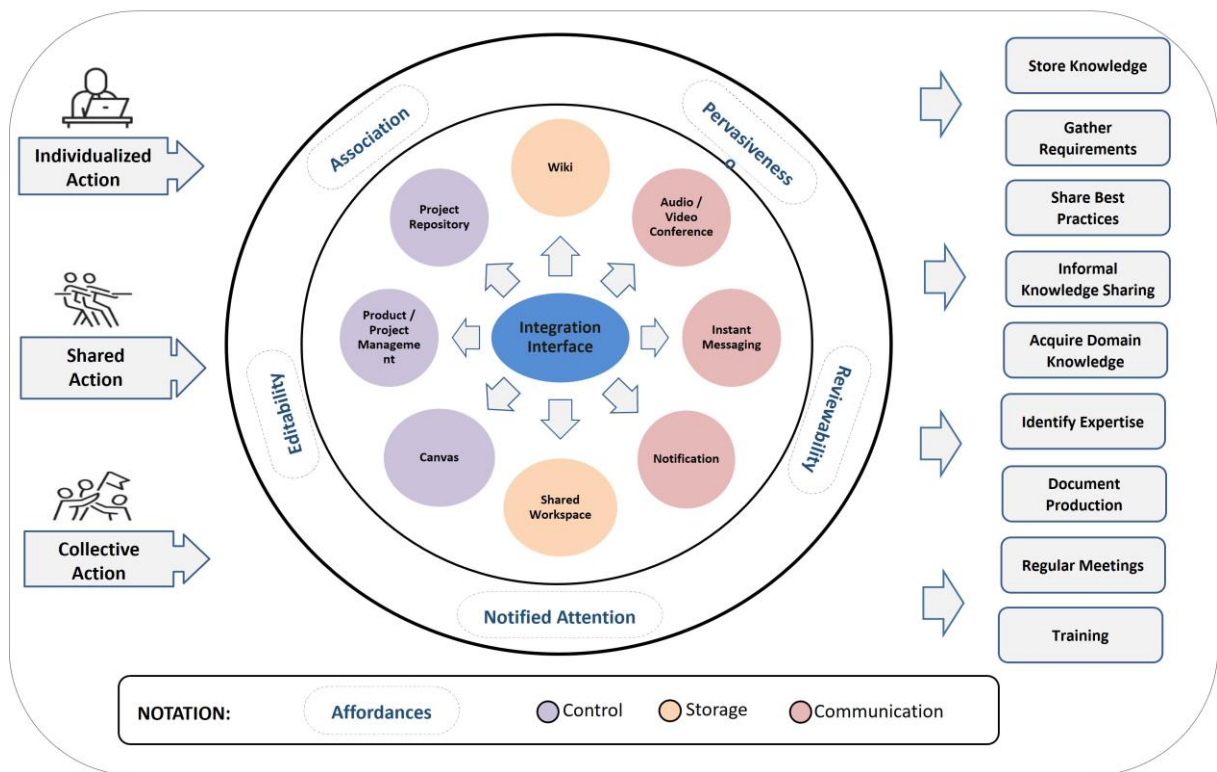 Individualized
Action
Shared
Action
Collective
Action
Association
Pervasiveness
Editability
Reviewability
Notified Attention
Wiki
Project
Repository
Audio /
Video
Conference
Product /
Project
Manageme
nt
Integration
Interface
Instant
Messaging
Canvas
Notification
Shared
Workspace
Store Knowledge
Gather
Requirements
Share Best
Practices
Informal
Knowledge Sharing
Acquire Domain
Knowledge
Identify Expertise
Document
Production
Regular Meetings
Training
NOTATION: Affordances Control Storage Communication